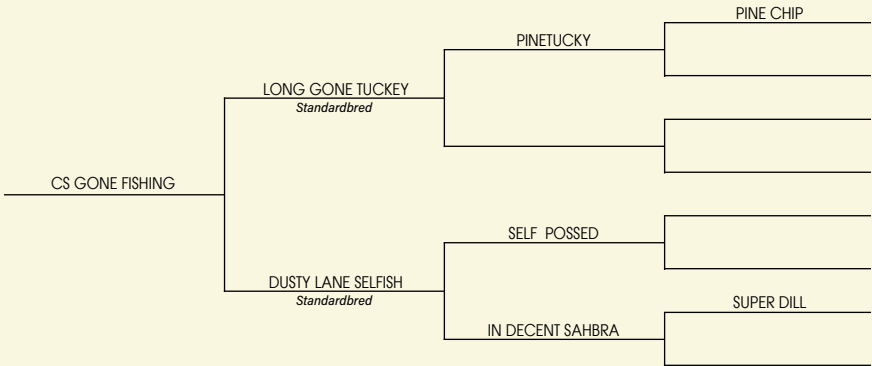 PINE CHIP
PINETUCKY
LONG GONE TUCKEY
Standardbred
CS GONE FISHING
SELF POSSED
DUSTY LANE SELFISH
Standardbred
SUPER DILL
IN DECENT SAHBRA